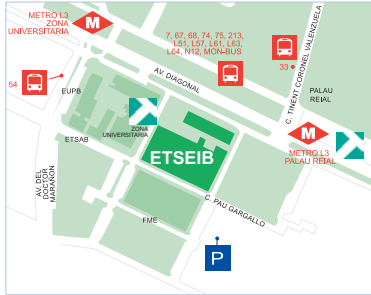 METRO L3
ZONA
UNIVERSITARIA
M
7, 67, 68, 74, 75, 213,
L51, L57, L61, L63,
L64, N12, MON-BUS
33
C. TINENT CORONEL VALENZUELA
54
EUPB
AV. DIAGONAL
PALAU
REIAL
ZONA
UNIVERSITÀRIA
M
METRO L3
PALAU REIAL
ETSAB
ETSEIB
AV. DEL
DOCTOR
MARAÑON
FME
C. PAU GARGALLO
P